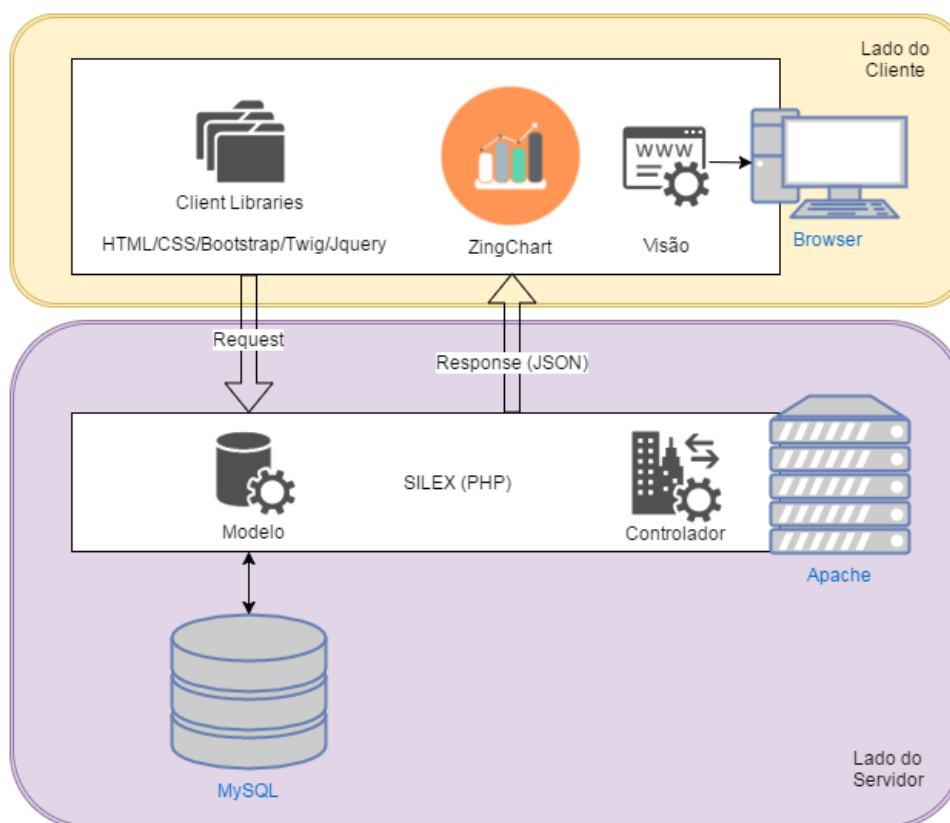 Lado do
Cliente
WWW
Client Libraries
HTML/CSS/Bootstrap/Twig/Jquery
ZingChart
Visão
Browser
Request
Response (JSON)
SILEX (PHP)
Modelo
Controlador
Apache
MySQL
Lado do
Servidor